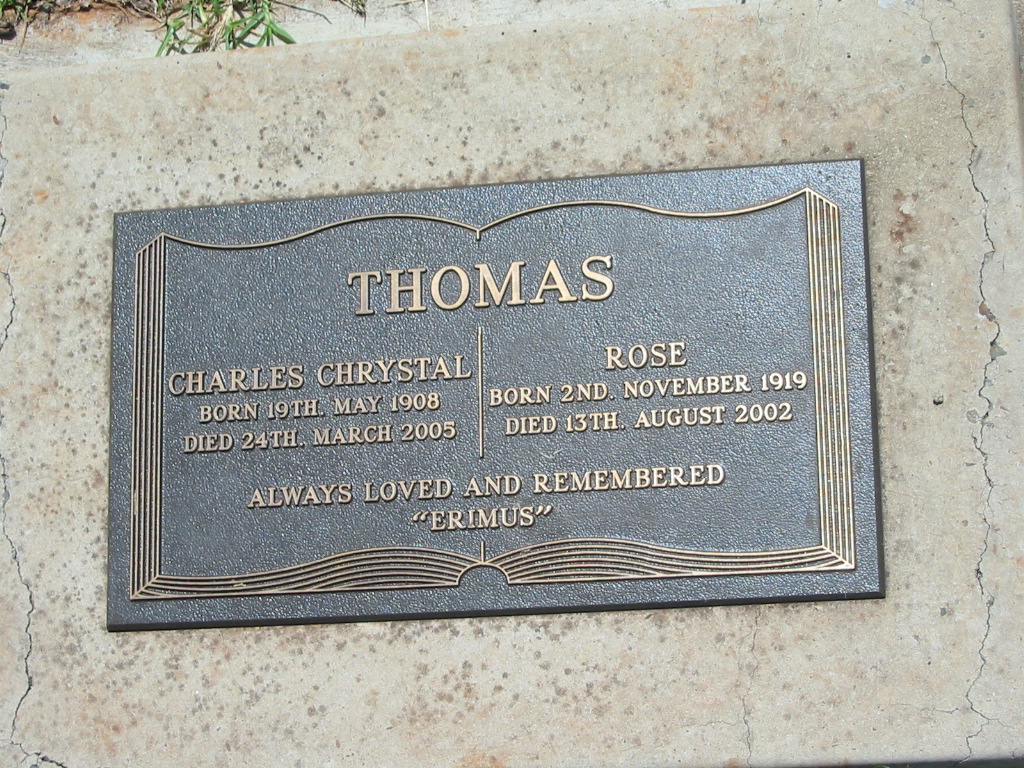 THOMAS
CHARLES CHRYSTAL
BORN 19TH. MAY 1908
DIED 24TH. MARCH 2005
ROSE
BORN 2ND. NOVEMBER 1919
DIED 13TH. AUGUST 2002
ALWAYS LOVED AND REMEMBERED
"ERIMUS"